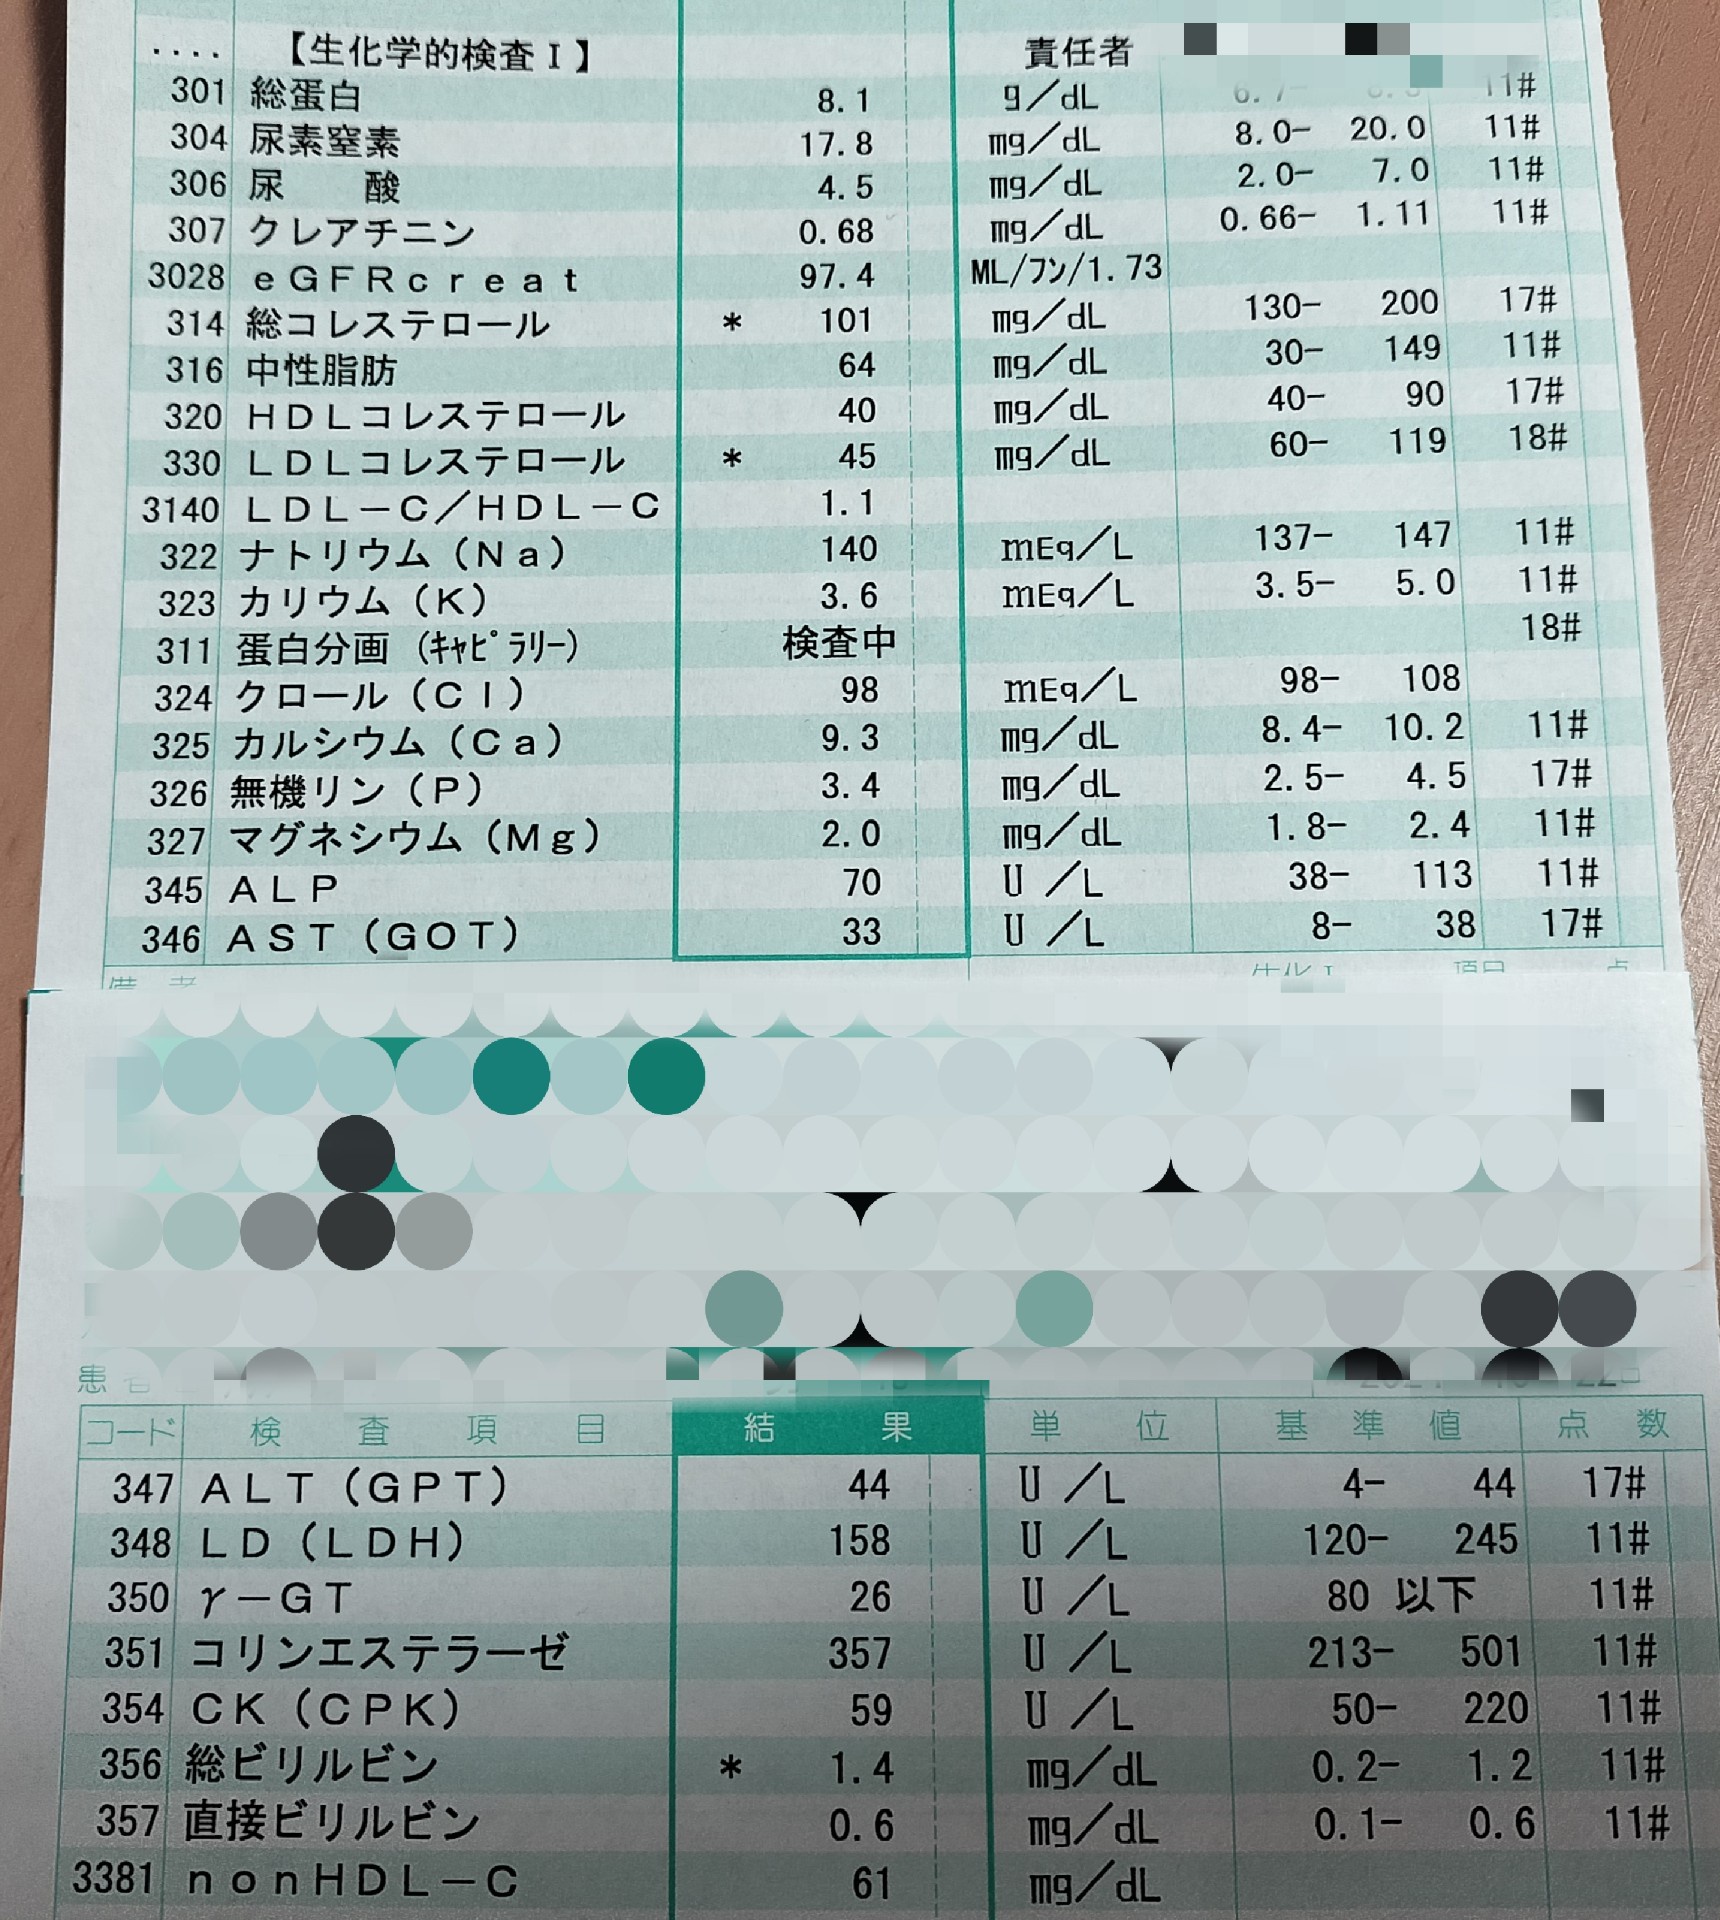 .... 【生化学的検査Ⅰ】 責任者
301 総蛋白 8.1 g/dL 11#
304 尿素窒素 17.8 mg/dL 8.0- 20.0 11#
306 尿 酸 4.5 mg/dL 2.0- 7.0 11#
307 クレアチニン 0.68 mg/dL 0.66- 1.11 11#
3028 eGFRcreat 97.4 ML/フン/1.73
314 総コレステロール * 101 mg/dL 130- 200 17#
316 中性脂肪 64 mg/dL 30- 149 11#
320 HDLコレステロール 40 mg/dL 40- 90 17#
330 LDLコレステロール * 45 mg/dL 60- 119 18#
3140 LDL-C/HDL-C 1.1
322 ナトリウム(Na) 140 mEq/L 137- 147 11#
323 カリウム(K) 3.6 mEq/L 3.5- 5.0 11#
311 蛋白分画 (キャピラリー) 検査中 18#
324 クロール(Cl) 98 mEq/L 98- 108
325 カルシウム(Ca) 9.3 mg/dL 8.4- 10.2 11#
326 無機リン(P) 3.4 mg/dL 2.5- 4.5 17#
327 マグネシウム(Mg) 2.0 mg/dL 1.8- 2.4 11#
345 ALP 70 U/L 38- 113 11#
346 AST(GOT) 33 U/L 8- 38 17#
コード 検査項目 結果 単位 基準値 点数
347 ALT(GPT) 44 U/L 4- 44 17#
348 LD(LDH) 158 U/L 120- 245 11#
350 γ-GT 26 U/L 80 以下 11#
351 コリンエステラーゼ 357 U/L 213- 501 11#
354 CK(CPK) 59 U/L 50- 220 11#
356 総ビリルビン * 1.4 mg/dL 0.2- 1.2 11#
357 直接ビリルビン 0.6 mg/dL 0.1- 0.6 11#
3381 nonHDL-C 61 mg/dL